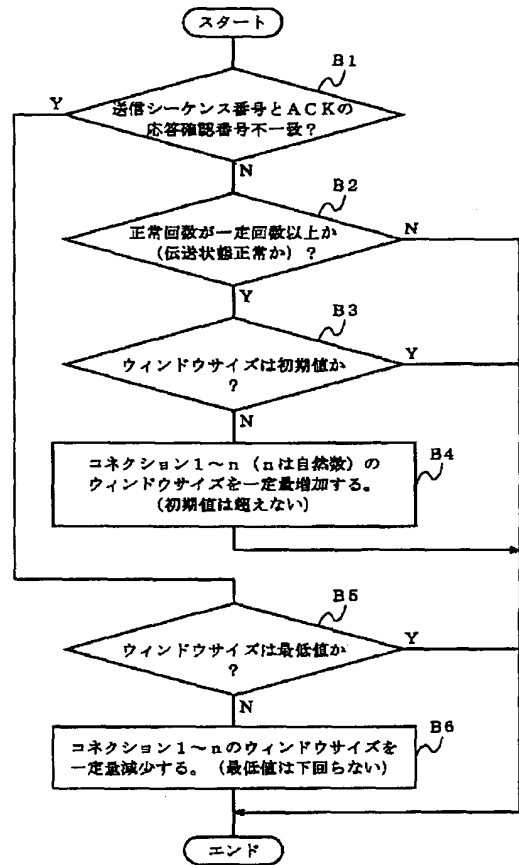 スタート
B1
Y
送信シーケンス番号とACKの
応答確認番号不一致?
N
B2
正常回数が一定回数以上か
(伝送状態正常か)?
N
Y
B3
ウィンドウサイズは初期値か
?
Y
N
B4
コネクション1~n(nは自然数)の
ウィンドウサイズを一定量増加する。
(初期値は超えない)
B5
ウィンドウサイズは最低値か
?
Y
N
B6
コネクション1~nのウィンドウサイズを
一定量減少する。(最低値は下回らない)
エンド